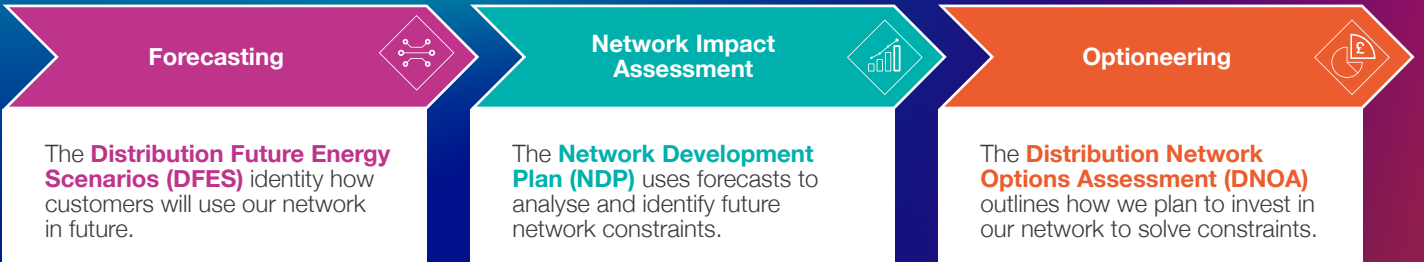 Forecasting
The Distribution Future Energy
Scenarios (DFES) identity how
customers will use our network
in future.
Network Impact
Assessment
The Network Development
Plan (NDP) uses forecasts to
analyse and identify future
network constraints.
Optioneering
£
The Distribution Network
Options Assessment (DNOA)
outlines how we plan to invest in
our network to solve constraints.